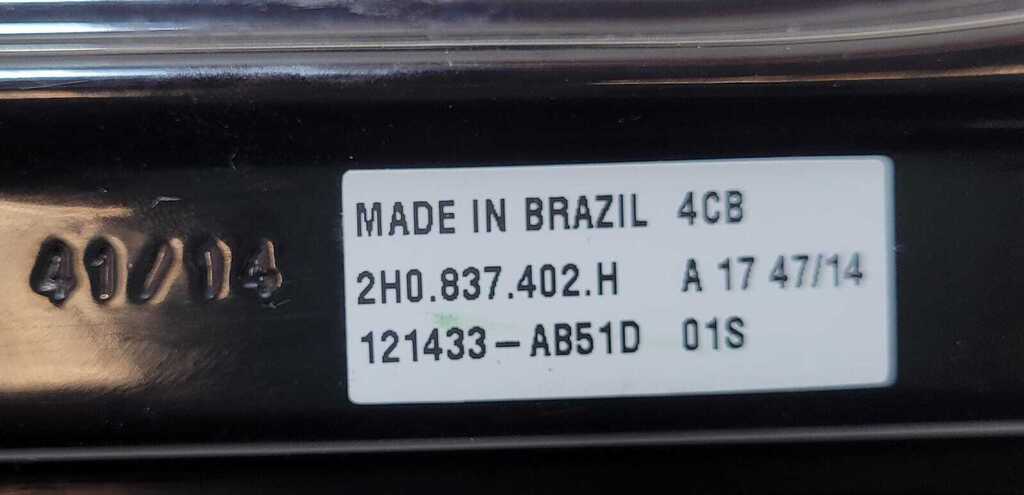 41/14
MADE IN BRAZIL 4CB
2H0.837.402.H A 17 47/14
121433-AB51D 01S